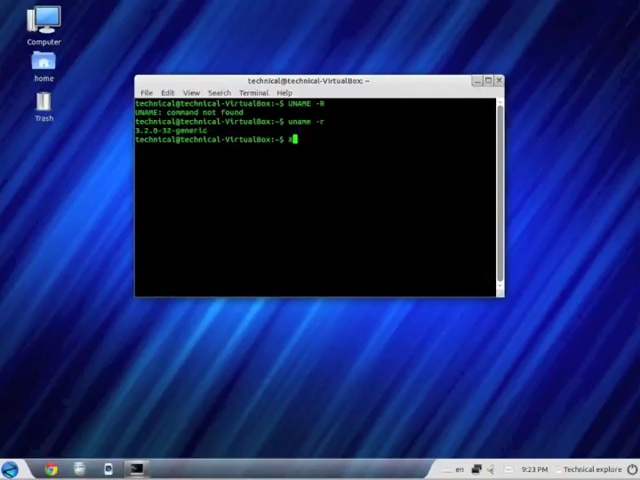 Computer
home
Trash
technical@technical-VirtualBox: ~
File Edit View Search Terminal Help
technical@technical-VirtualBox:~$ UNAME -R
UNAME: command not found
technical@technical-VirtualBox:~$ uname -r
3.2.0-32-generic
technical@technical-VirtualBox:~$ X
en 9:23 PM Technical explore